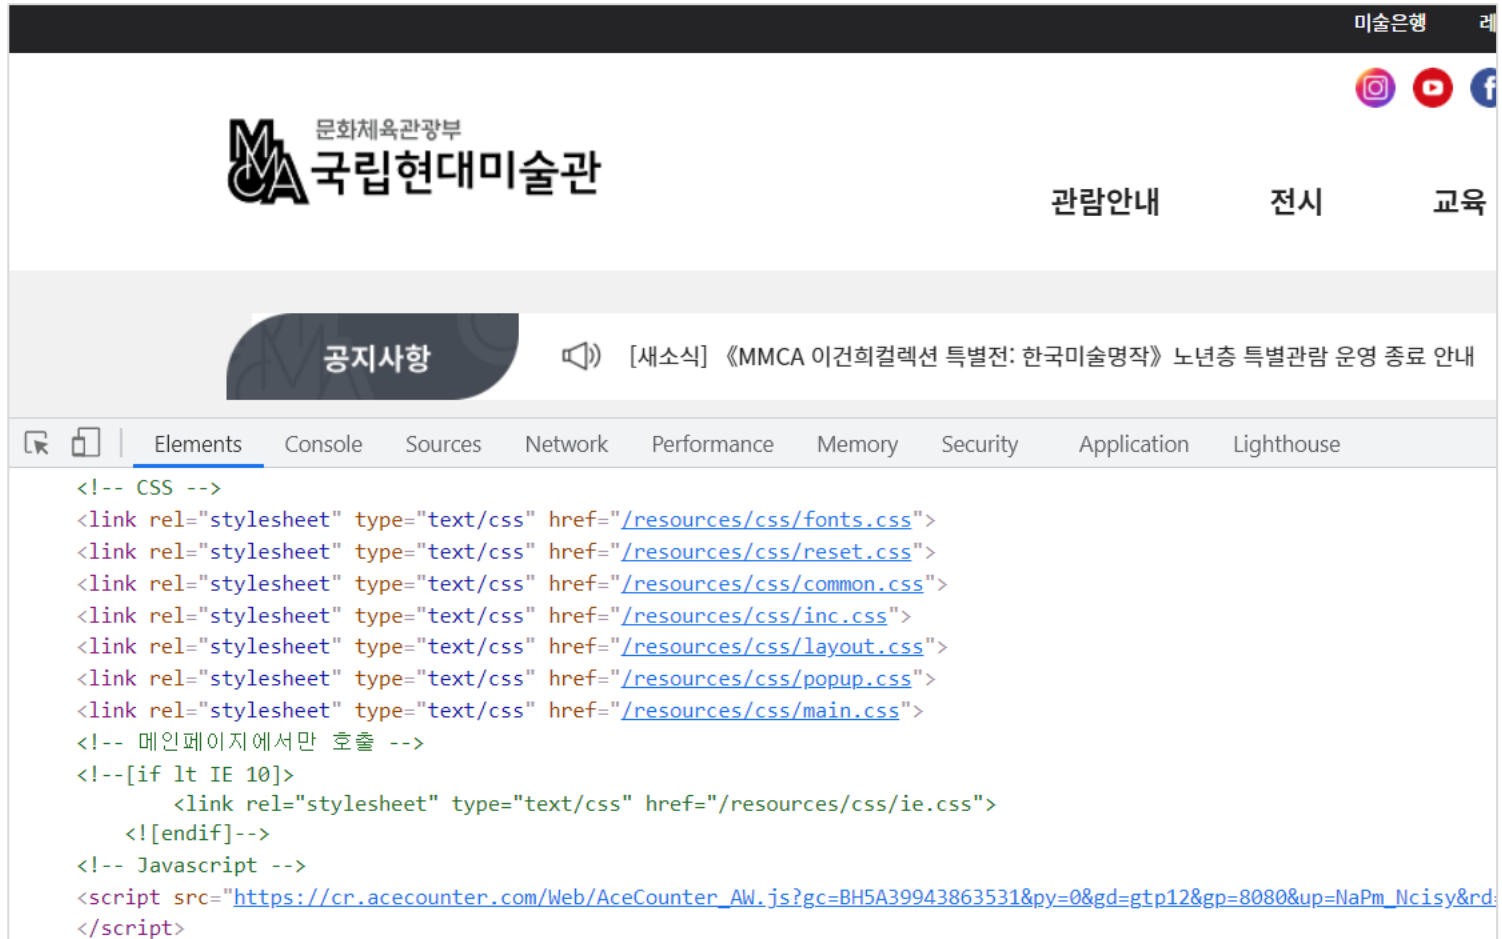 미술은행 레
문화체육관광부
MMCA 국립현대미술관
관람안내 전시 교육
공지사항 [새소식] 《MMCA 이건희컬렉션 특별전: 한국미술명작》 노년층 특별관람 운영 종료 안내
Elements Console Sources Network Performance Memory Security Application Lighthouse
<!-- CSS -->
<link rel="stylesheet" type="text/css" href="/resources/css/fonts.css">
<link rel="stylesheet" type="text/css" href="/resources/css/reset.css">
<link rel="stylesheet" type="text/css" href="/resources/css/common.css">
<link rel="stylesheet" type="text/css" href="/resources/css/inc.css">
<link rel="stylesheet" type="text/css" href="/resources/css/layout.css">
<link rel="stylesheet" type="text/css" href="/resources/css/popup.css">
<link rel="stylesheet" type="text/css" href="/resources/css/main.css">
<!-- 메인페이지에서만 호출 -->
<!--[if lt IE 10]>
<link rel="stylesheet" type="text/css" href="/resources/css/ie.css">
<![endif]-->
<!-- Javascript -->
<script src="https://cr.acecounter.com/Web/AceCounter_AW.js?gc=BH5A39943863531&py=0&gd=gtp12&gp=8080&up=NaPm_Ncisy&rd=
</script>